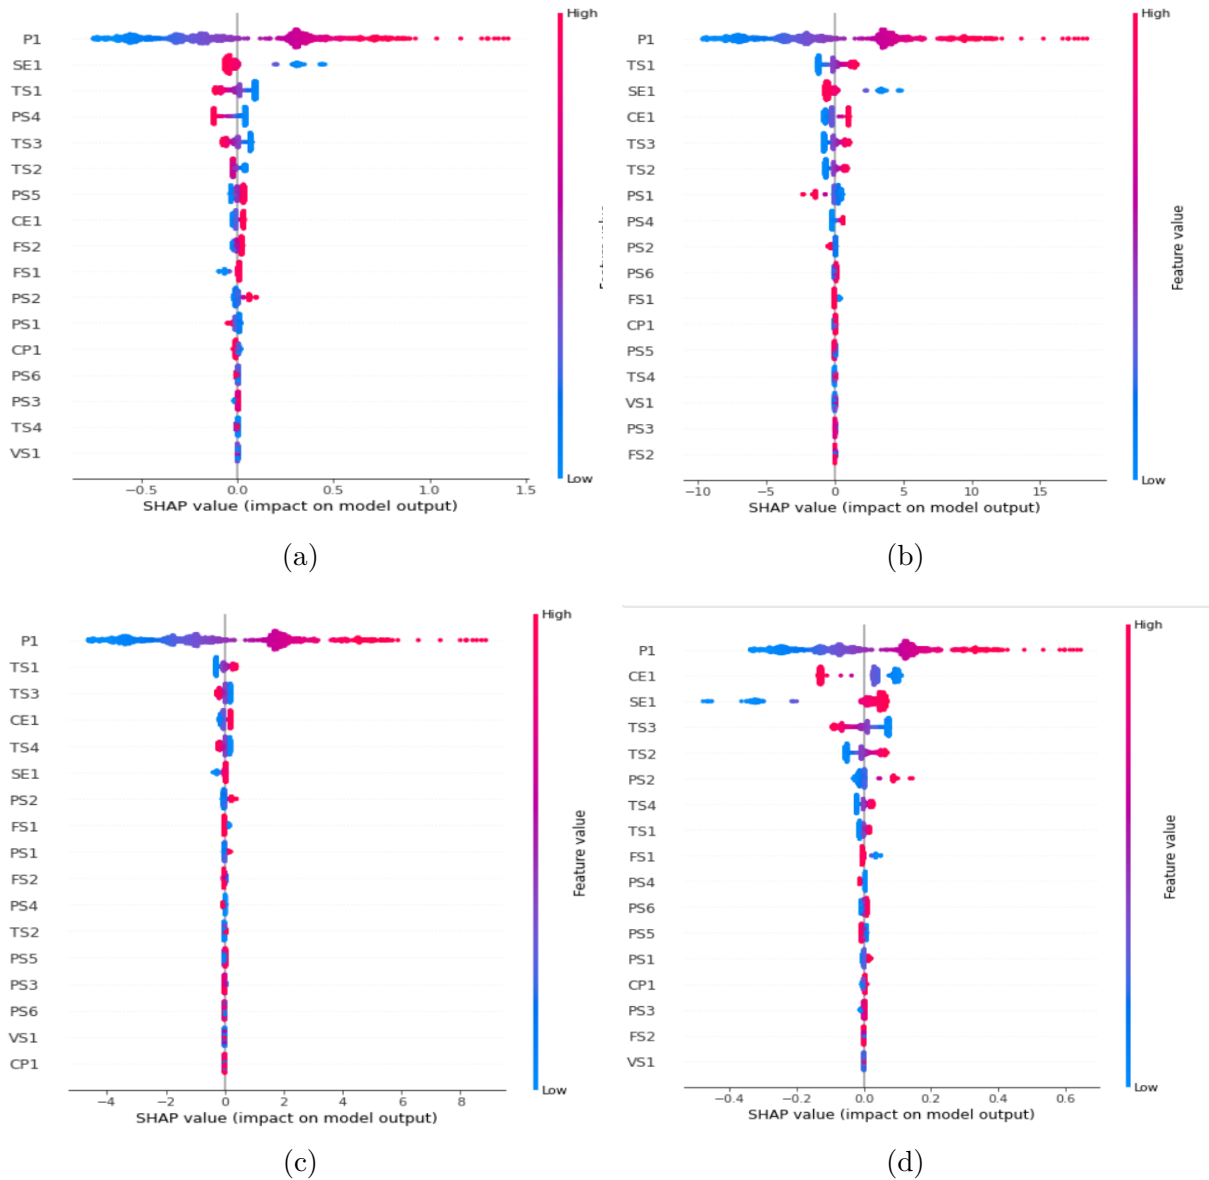 High
P1
SE1
TS1
PS4
TS3
TS2
PS5
CE1
FS2
FS1
PS2
PS1
CP1
PS6
PS3
TS4
VS1
Low
−0.5 0.0 0.5 1.0 1.5
SHAP value (impact on model output)
(a)
High
P1
TS1
SE1
CE1
TS3
TS2
PS1
PS4
PS2
PS6
FS1
CP1
PS5
TS4
VS1
PS3
FS2
Feature value
Low
−10 −5 0 5 10 15
SHAP value (impact on model output)
(b)
High
P1
TS1
TS3
CE1
TS4
SE1
PS2
FS1
PS1
FS2
PS4
TS2
PS5
PS3
PS6
VS1
CP1
Feature value
Low
−4 −2 0 2 4 6 8
SHAP value (impact on model output)
(c)
High
P1
CE1
SE1
TS3
TS2
PS2
TS4
TS1
FS1
PS4
PS6
PS5
PS1
CP1
PS3
FS2
VS1
Feature value
Low
−0.4 −0.2 0.0 0.2 0.4 0.6
SHAP value (impact on model output)
(d)